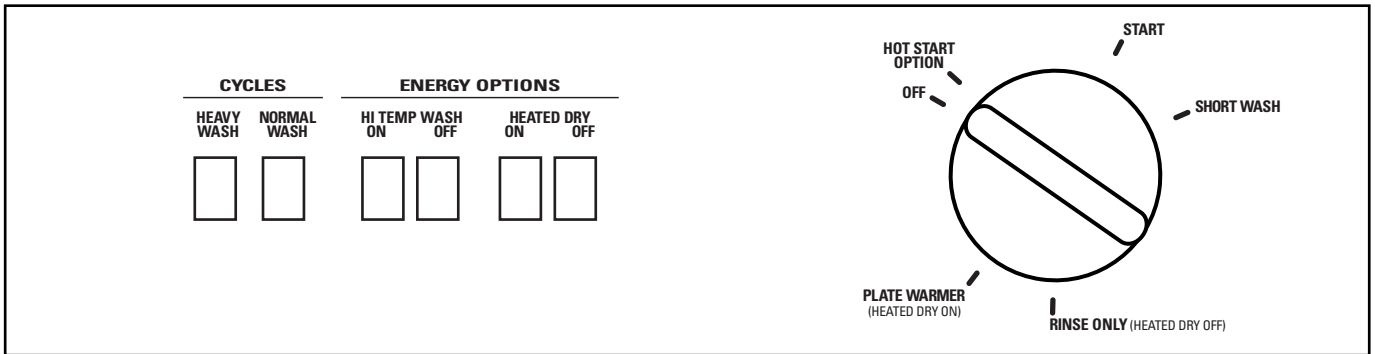 CYCLES
ENERGY OPTIONS
HEAVY
WASH
NORMAL
WASH
HI TEMP WASH
ON OFF
HEATED DRY
ON OFF
START
HOT START
OPTION
OFF
SHORT WASH
PLATE WARMER
(HEATED DRY ON)
RINSE ONLY (HEATED DRY OFF)